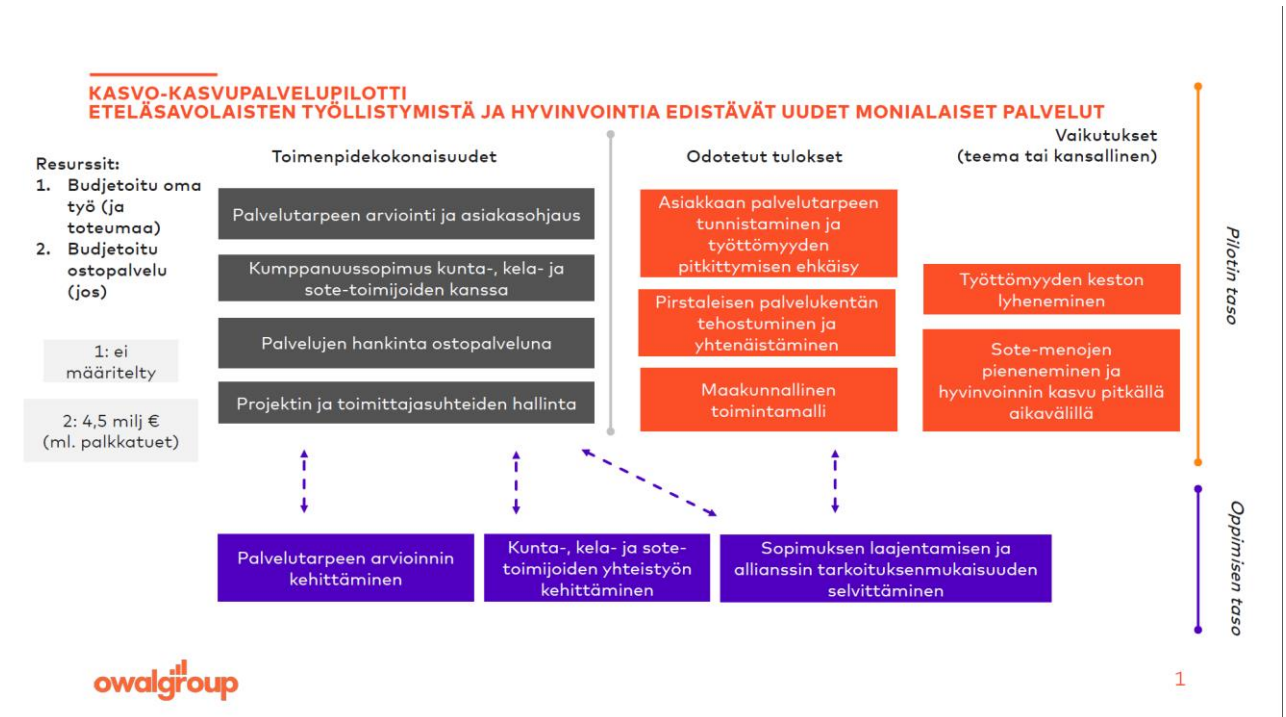 KASVO-KASVUPALVELUPILOTTI
ETELÄSAVOLAISTEN TYÖLLISTYMISTÄ JA HYVINVOINTIA EDISTÄVÄT UUDET MONIALAISET PALVELUT
Resurssit:
1. Budjetoitu oma
työ (ja
toteumaa)
2. Budjetoitu
ostopalvelu
(jos)
1: ei
määritelty
2: 4,5 milj €
(ml. palkkatuet)
Toimenpidekokonaisuudet
Palvelutarpeen arviointi ja asiakasohjaus
Kumppanuussopimus kunta-, kela- ja
sote-toimijoiden kanssa
Palvelujen hankinta ostopalveluna
Projektin ja toimittajasuhteiden hallinta
Odotetut tulokset
Asiakkaan palvelutarpeen
tunnistaminen ja
työttömyyden
pitkittymisen ehkäisy
Pirstaleisen palvelukentän
tehostuminen ja
yhtenäistäminen
Maakunnallinen
toimintamalli
Vaikutukset
(teema tai kansallinen)
Työttömyyden keston
lyheneminen
Sote-menojen
pieneneminen ja
hyvinvoinnin kasvu pitkällä
aikavälillä
Pilotin taso
Palvelutarpeen arvioinnin
kehittäminen
Kunta-, kela- ja sote-
toimijoiden yhteistyön
kehittäminen
Sopimuksen laajentamisen ja
allianssin tarkoituksenmukaisuuden
selvittäminen
Oppimisen taso
owalgroup
1